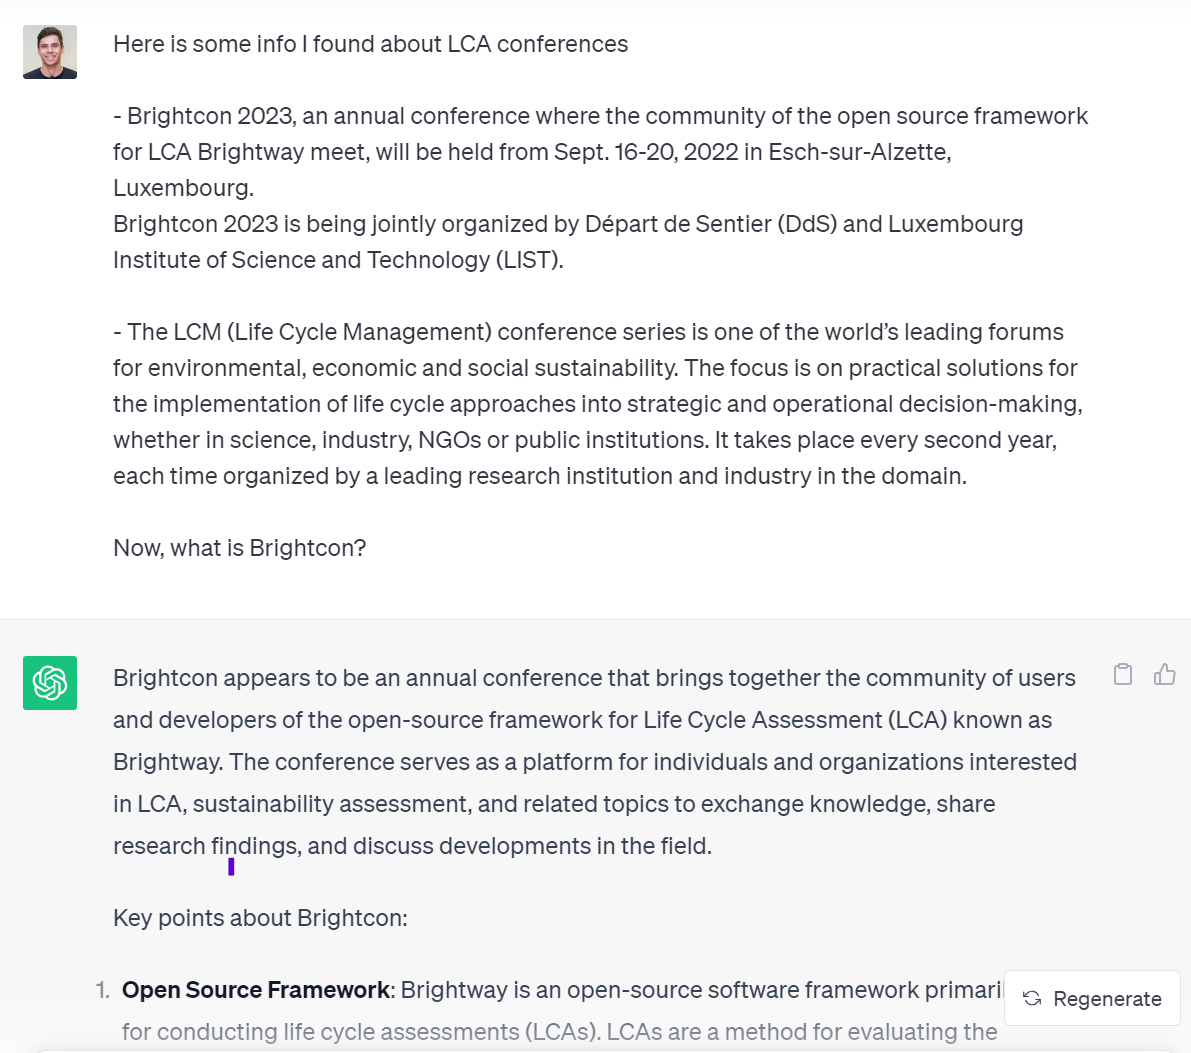 Here is some info I found about LCA conferences
- Brightcon 2023, an annual conference where the community of the open source framework
for LCA Brightway meet, will be held from Sept. 16-20, 2022 in Esch-sur-Alzette,
Luxembourg.
Brightcon 2023 is being jointly organized by Départ de Sentier (DdS) and Luxembourg
Institute of Science and Technology (LIST).
- The LCM (Life Cycle Management) conference series is one of the world’s leading forums
for environmental, economic and social sustainability. The focus is on practical solutions for
the implementation of life cycle approaches into strategic and operational decision-making,
whether in science, industry, NGOs or public institutions. It takes place every second year,
each time organized by a leading research institution and industry in the domain.
Now, what is Brightcon?
Brightcon appears to be an annual conference that brings together the community of users
and developers of the open-source framework for Life Cycle Assessment (LCA) known as
Brightway. The conference serves as a platform for individuals and organizations interested
in LCA, sustainability assessment, and related topics to exchange knowledge, share
research findings, and discuss developments in the field.
Key points about Brightcon:
1. Open Source Framework: Brightway is an open-source software framework primari
for conducting life cycle assessments (LCAs). LCAs are a method for evaluating the
Regenerate